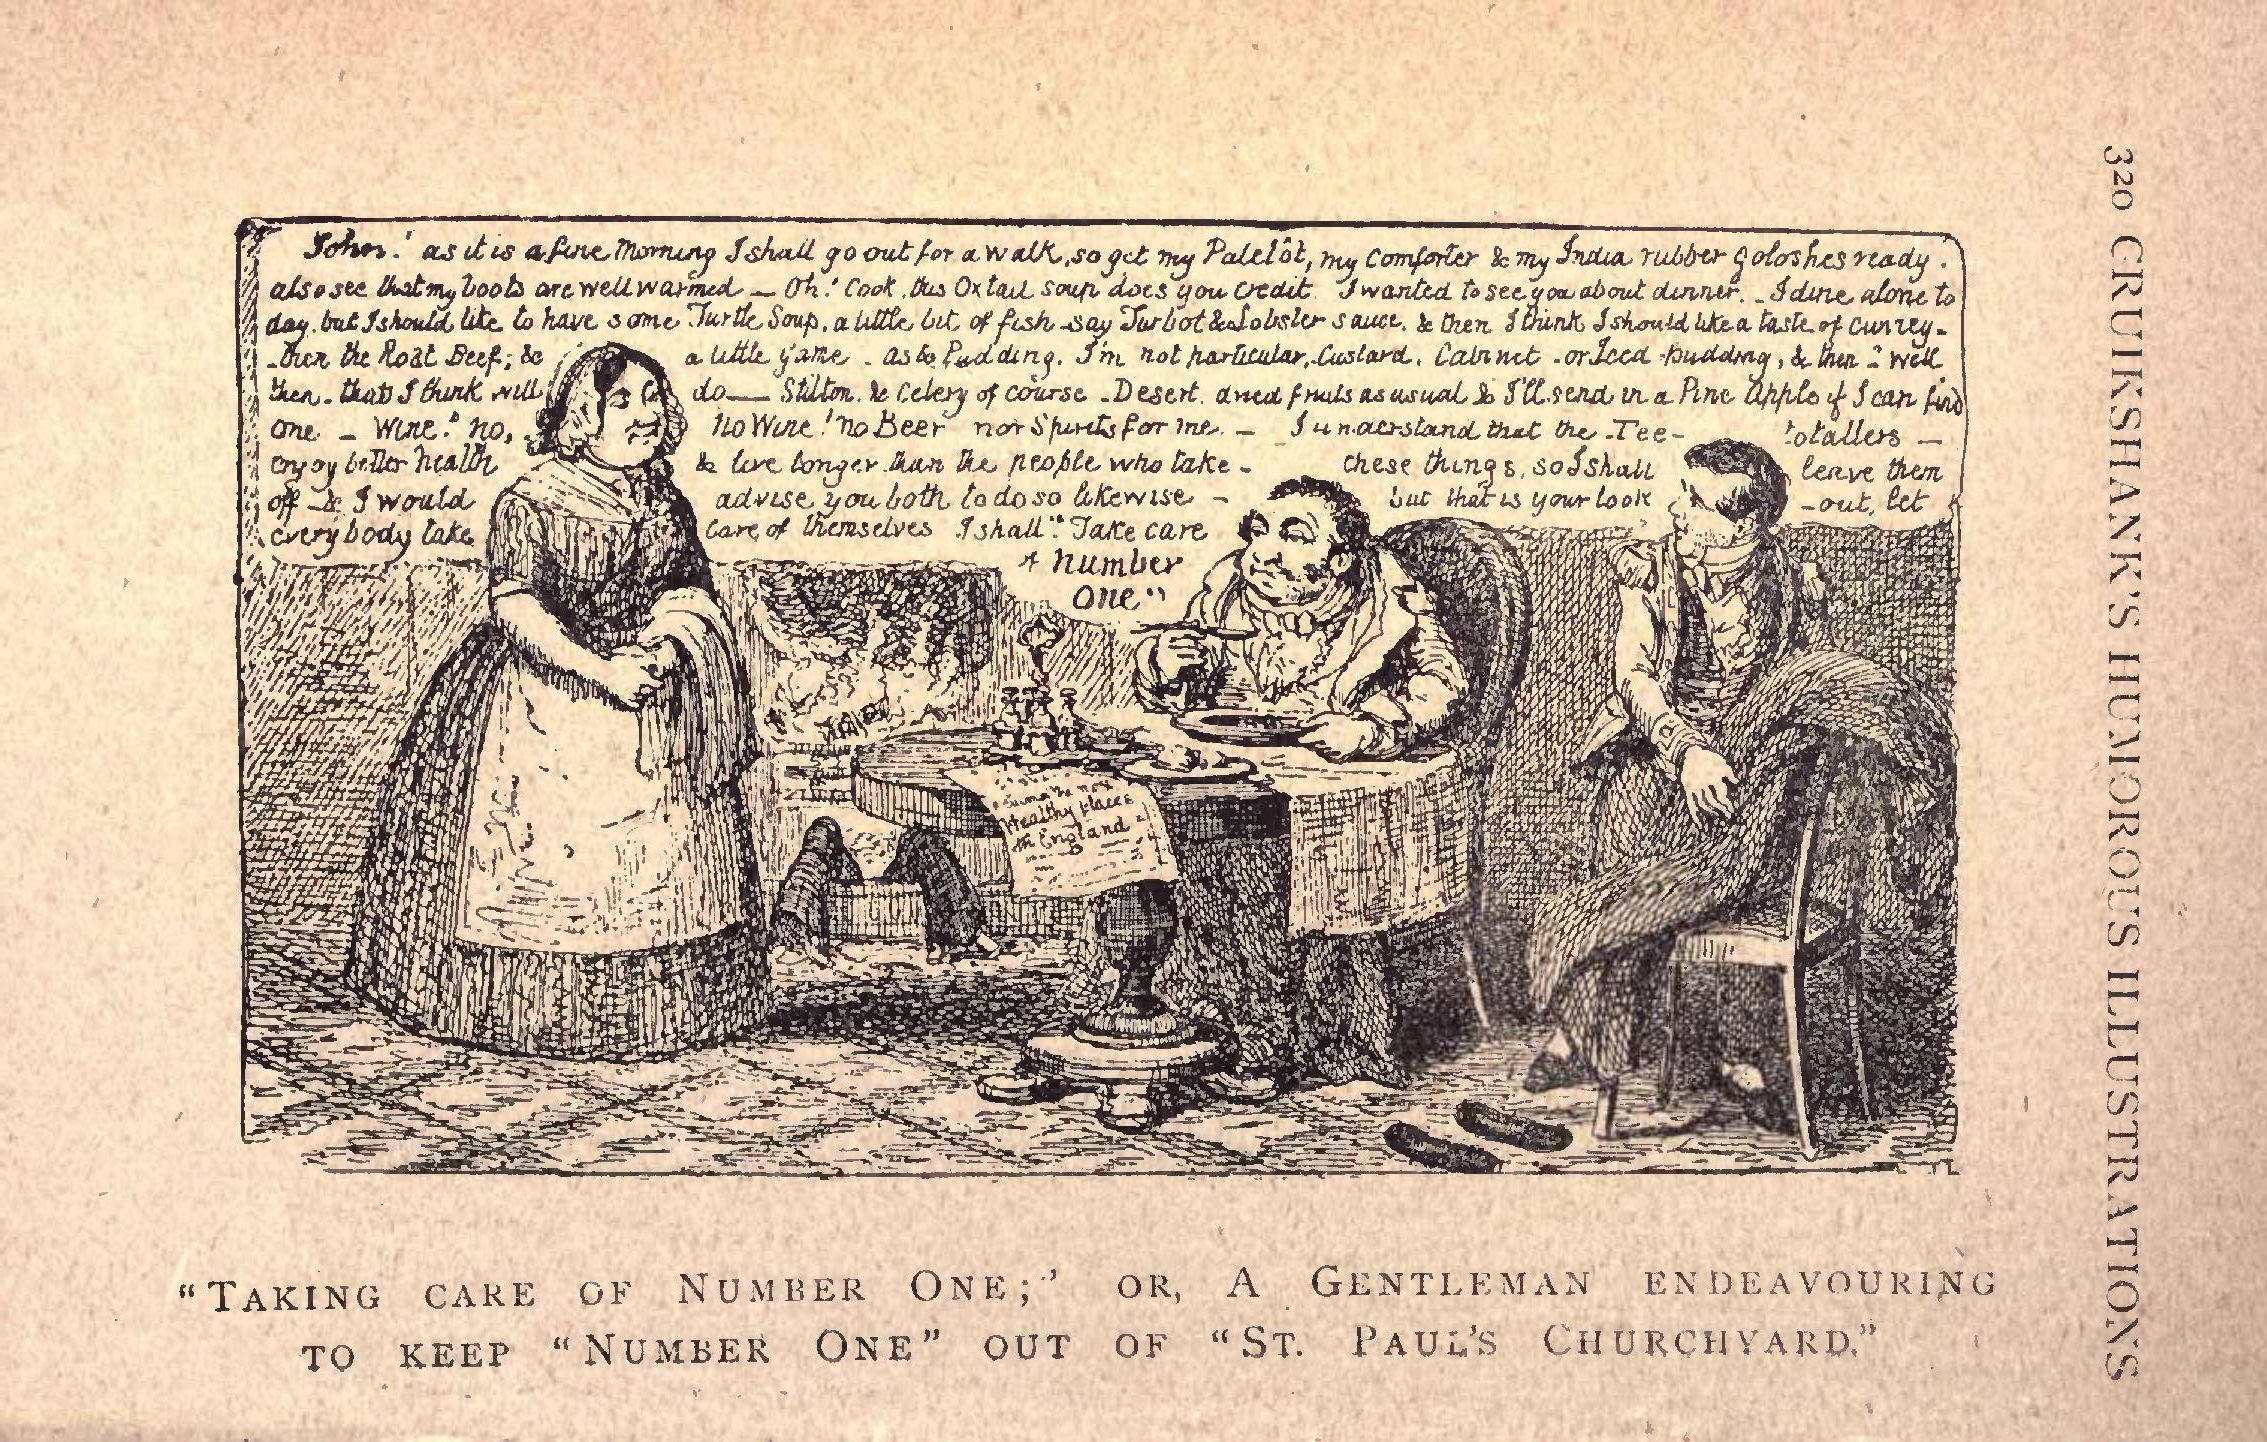 John! as it is a fine Morning I shall go out for a walk, so get my Paletôt, my Comforter & my India rubber goloshes ready.
also see that my boots are well warmed — Oh! Cook, this Oxtail soup does you credit. I wanted to see you about dinner. - I dine alone to
day. but I should like to have some Turtle Soup, a little bit of fish - say Turbot & Lobster sauce. & then I think I should like a taste of currey-
- then the Roast Beef; & a little game - as to Pudding. I'm not particular, Custard. Cabinet - or Iced pudding, & then - well
then - that's I think will do — Stilton. & Celery of course - Desert. dried fruits as usual & I'll send in a Pine Apple if I can find
one - Wine! no, no Wine! no Beer nor Spirits for me. - I understand that the Tee- totallers —
enjoy better health & live longer than the people who take - these things, so I shall leave them
off - & I would advise you both to do so likewise - but that is your look -out, let
everybody take care of themselves I shall "Take care
of Number
One"
Healthy places
in England
"TAKING CARE OF NUMBER ONE;" OR, A GENTLEMAN ENDEAVOURING
TO KEEP "NUMBER ONE" OUT OF "ST. PAUL'S CHURCHYARD."
320 CRUIKSHANK'S HUMOROUS ILLUSTRATIONS